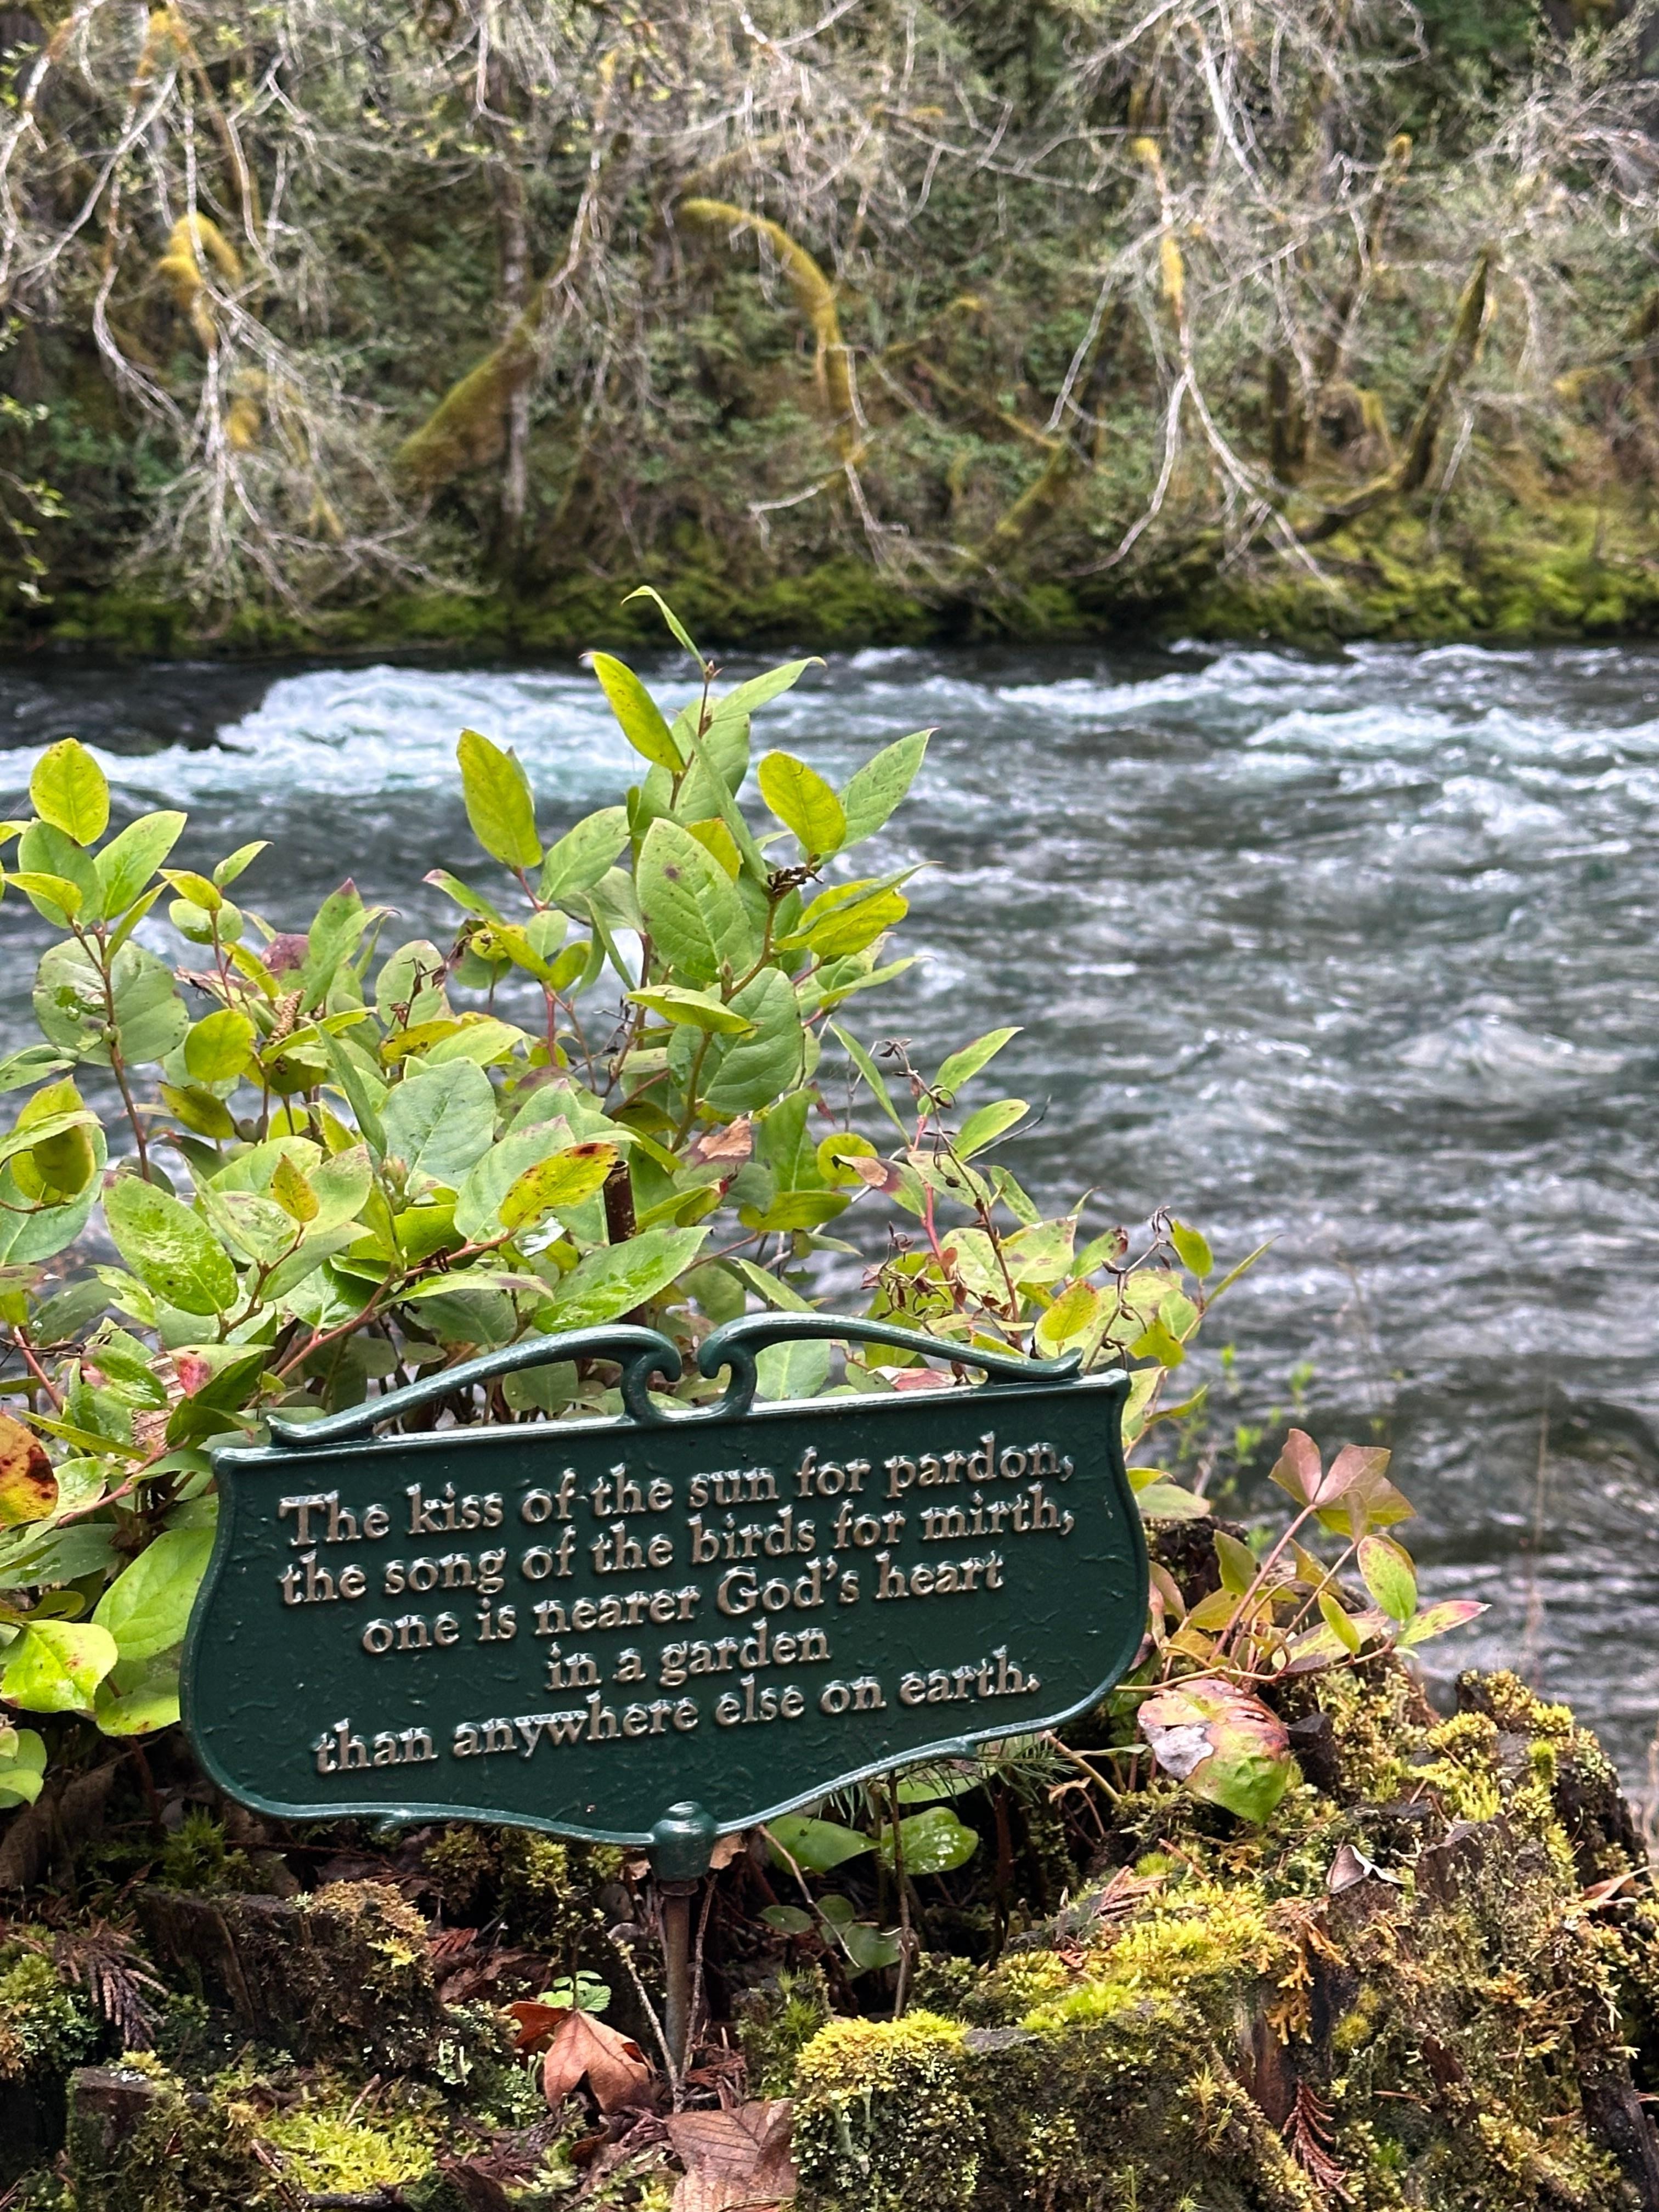 The kiss of the sun for pardon,
the song of the birds for mirth,
one is nearer God's heart
in a garden
than anywhere else on earth.